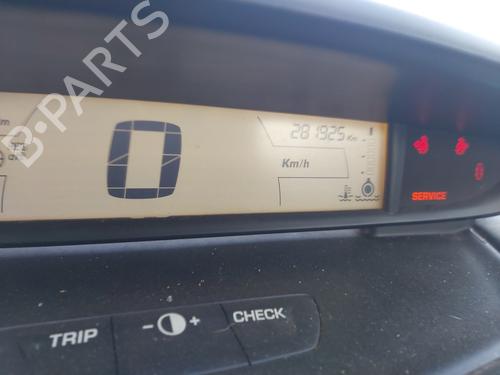 B-PARTS
281925 Km
0
Km/h
SERVICE
TRIP
- +
CHECK